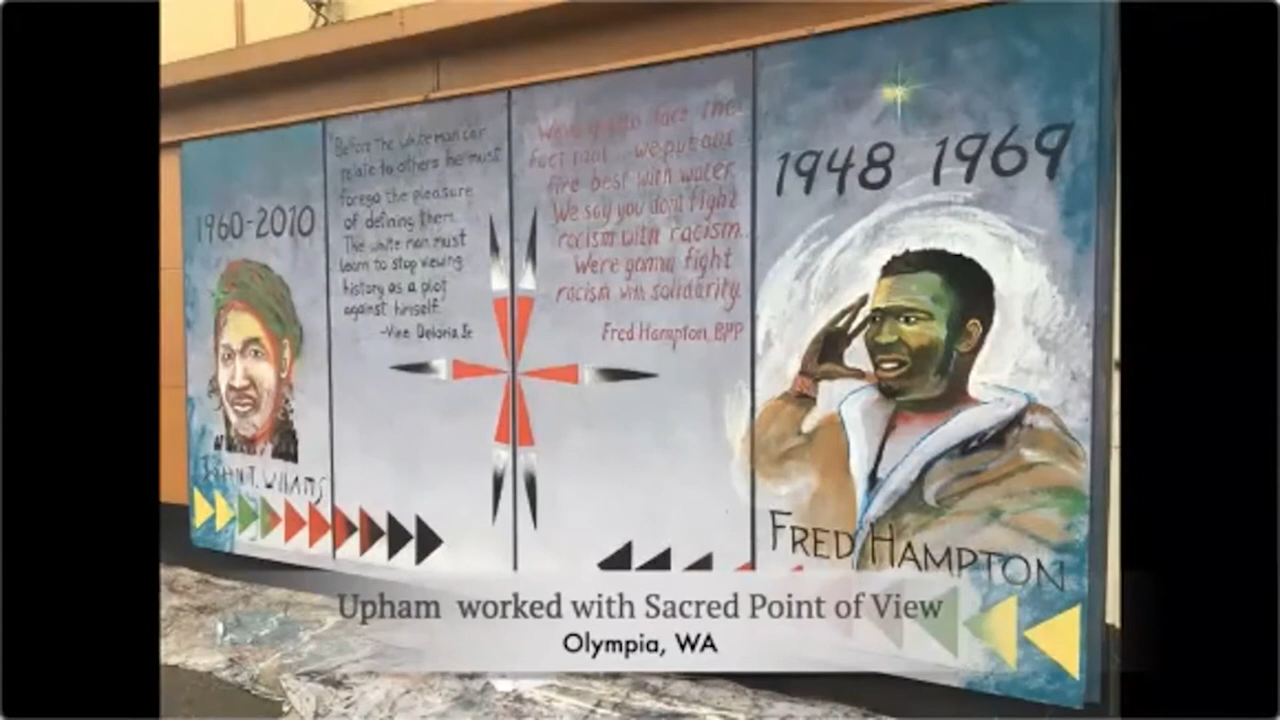 1960-2010
"Before the white man can
relate to others he must
forego the pleasure
of defining them.
The white man must
learn to stop viewing
history as a plot
against himself.
-Vine Deloria Jr
fact that we put out
fire best with water
We say you don't fight
racism with racism.
We're gonna fight
racism with solidarity.
Fred Hampton, BPP
1948 1969
FRED HAMPTON
Upham worked with Sacred Point of View
Olympia, WA